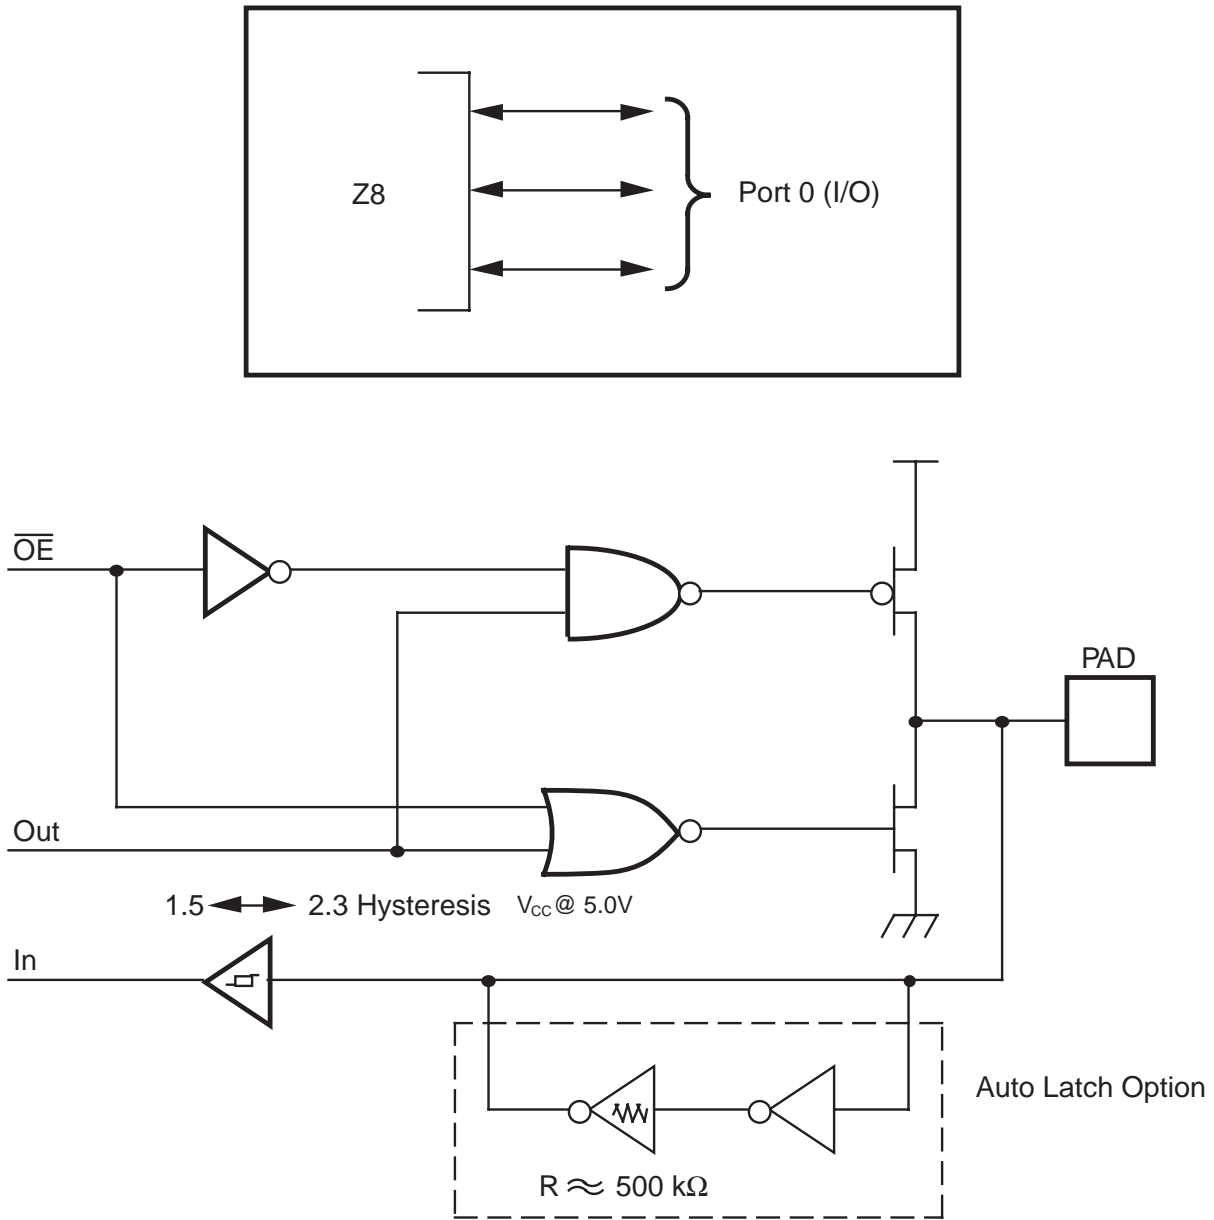 Z8
Port 0 (I/O)
O̅E̅
PAD
Out
1.5 2.3 Hysteresis VCC @ 5.0V
In
Auto Latch Option
R ≈ 500 kΩ